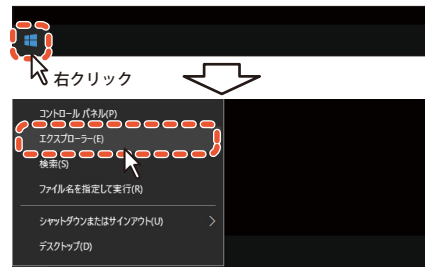 右クリック
コントロール パネル(P)
エクスプローラー(E)
検索(S)
ファイル名を指定して実行(R)
シャットダウンまたはサインアウト(U)
デスクトップ(D)